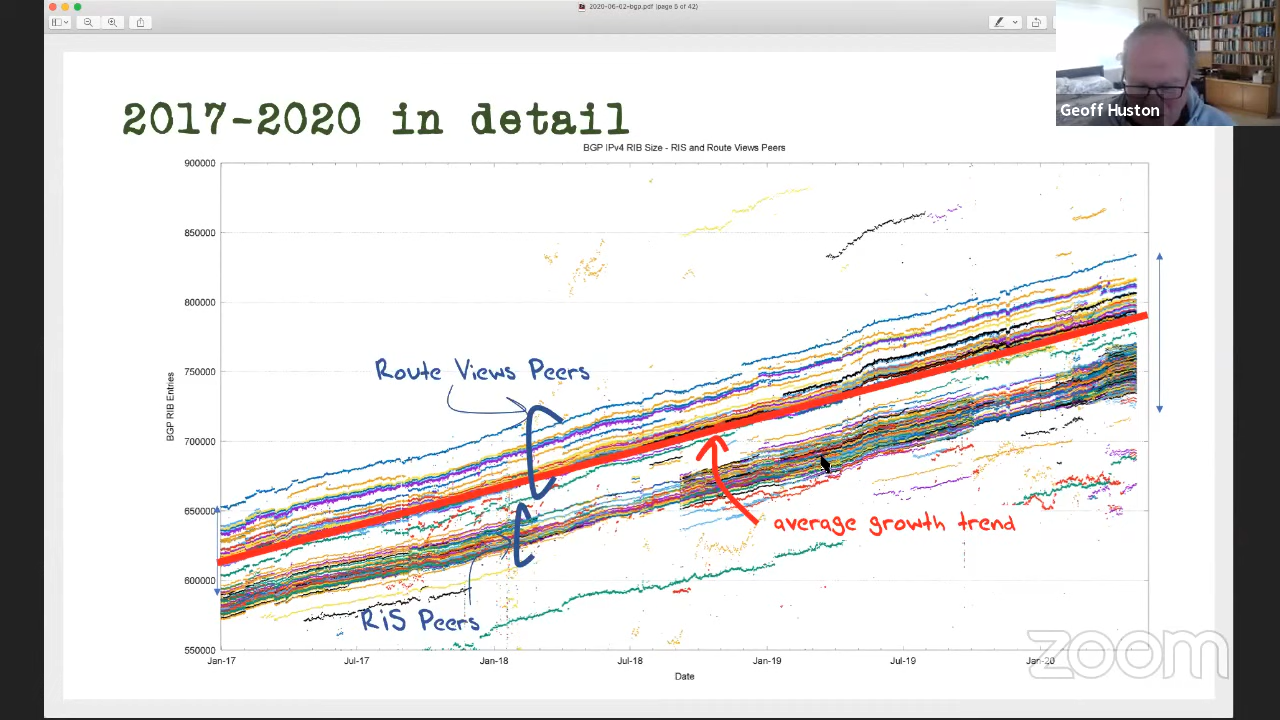 2020-06-02-bgp.pdf (page 5 of 42)
Geoff Huston
2017-2020 in detail
BGP IPv4 RIB Size - RIS and Route Views Peers
900000
850000
800000
750000
700000
650000
600000
550000
BGP RIB Entries
Route Views Peers
average growth trend
RiS Peers
Jan-17
Jul-17
Jan-18
Jul-18
Jan-19
Jul-19
Jan-20
Date
zoom